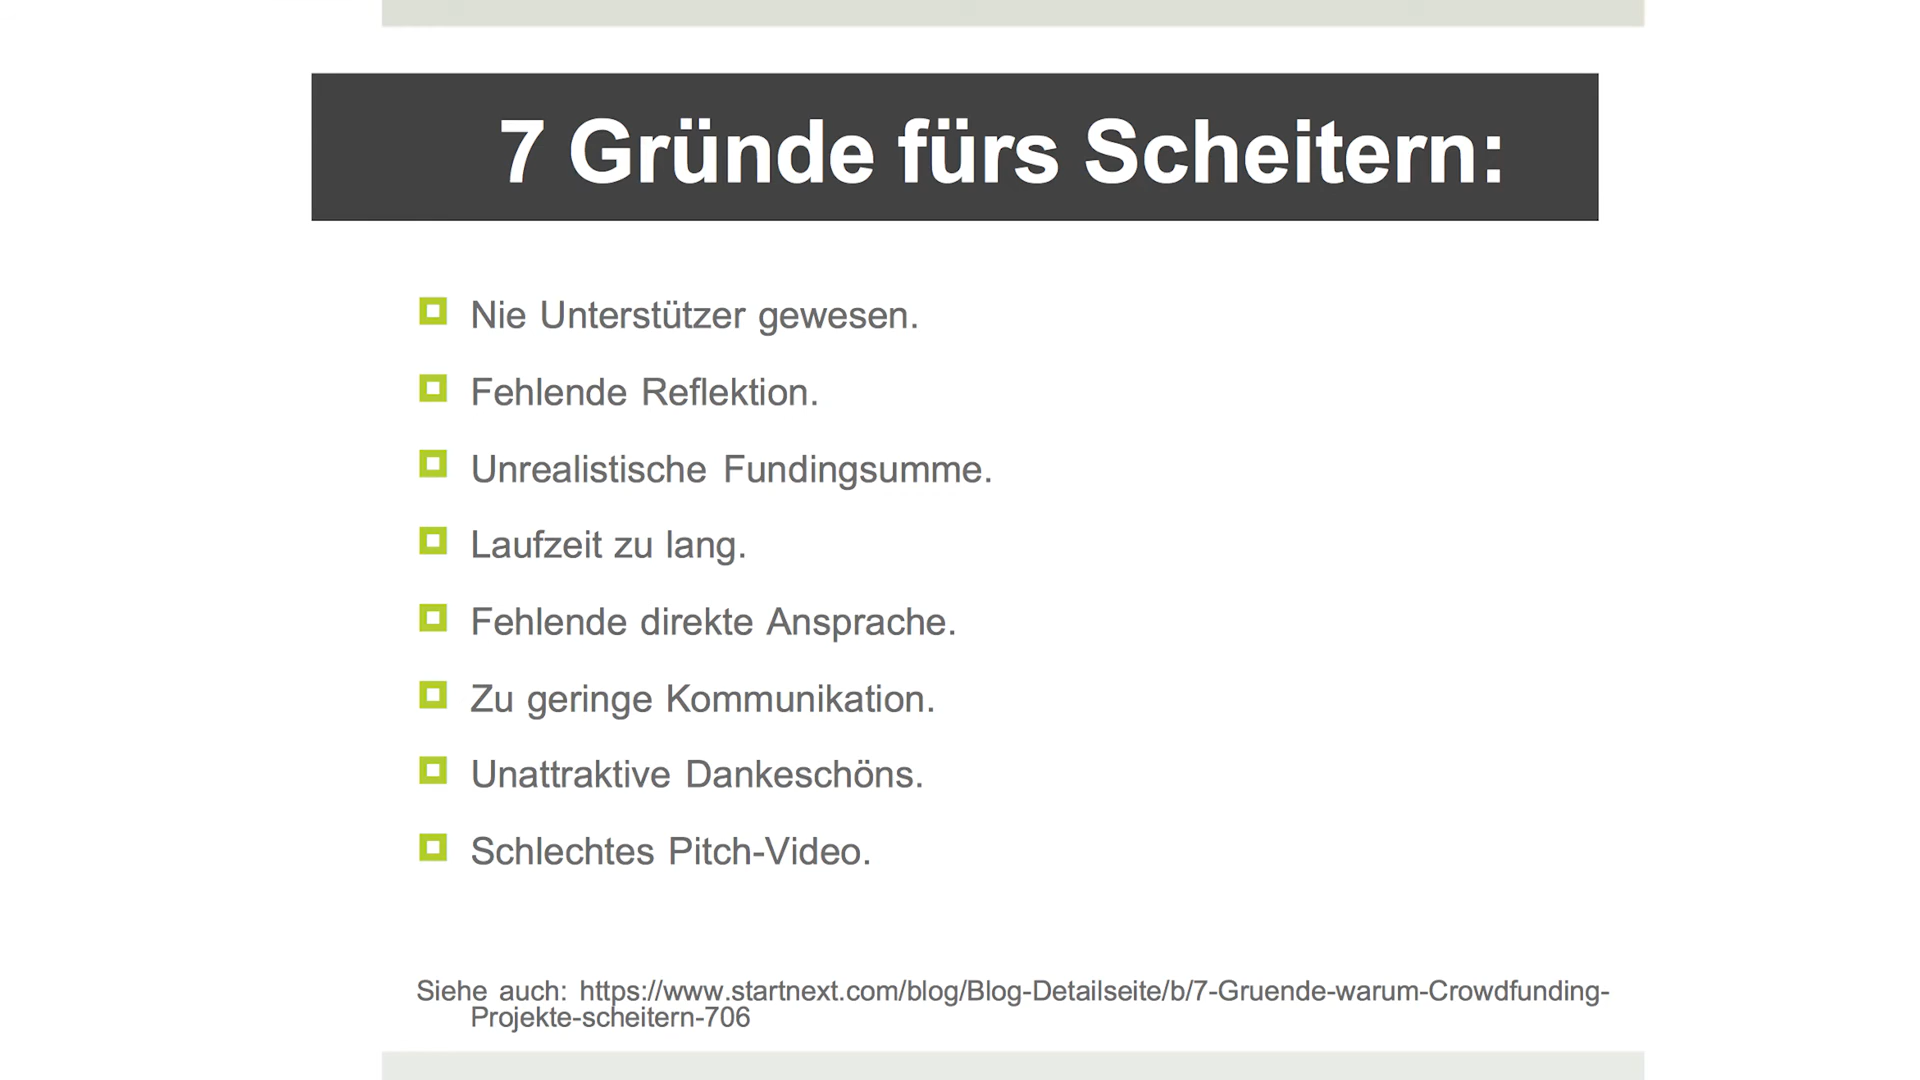 7 Gründe fürs Scheitern:
Nie Unterstützer gewesen.
Fehlende Reflektion.
Unrealistische Fundingsumme.
Laufzeit zu lang.
Fehlende direkte Ansprache.
Zu geringe Kommunikation.
Unattraktive Dankeschöns.
Schlechtes Pitch-Video.
Siehe auch: https://www.startnext.com/blog/Blog-Detailseite/b/7-Gruende-warum-Crowdfunding-
Projekte-scheitern-706